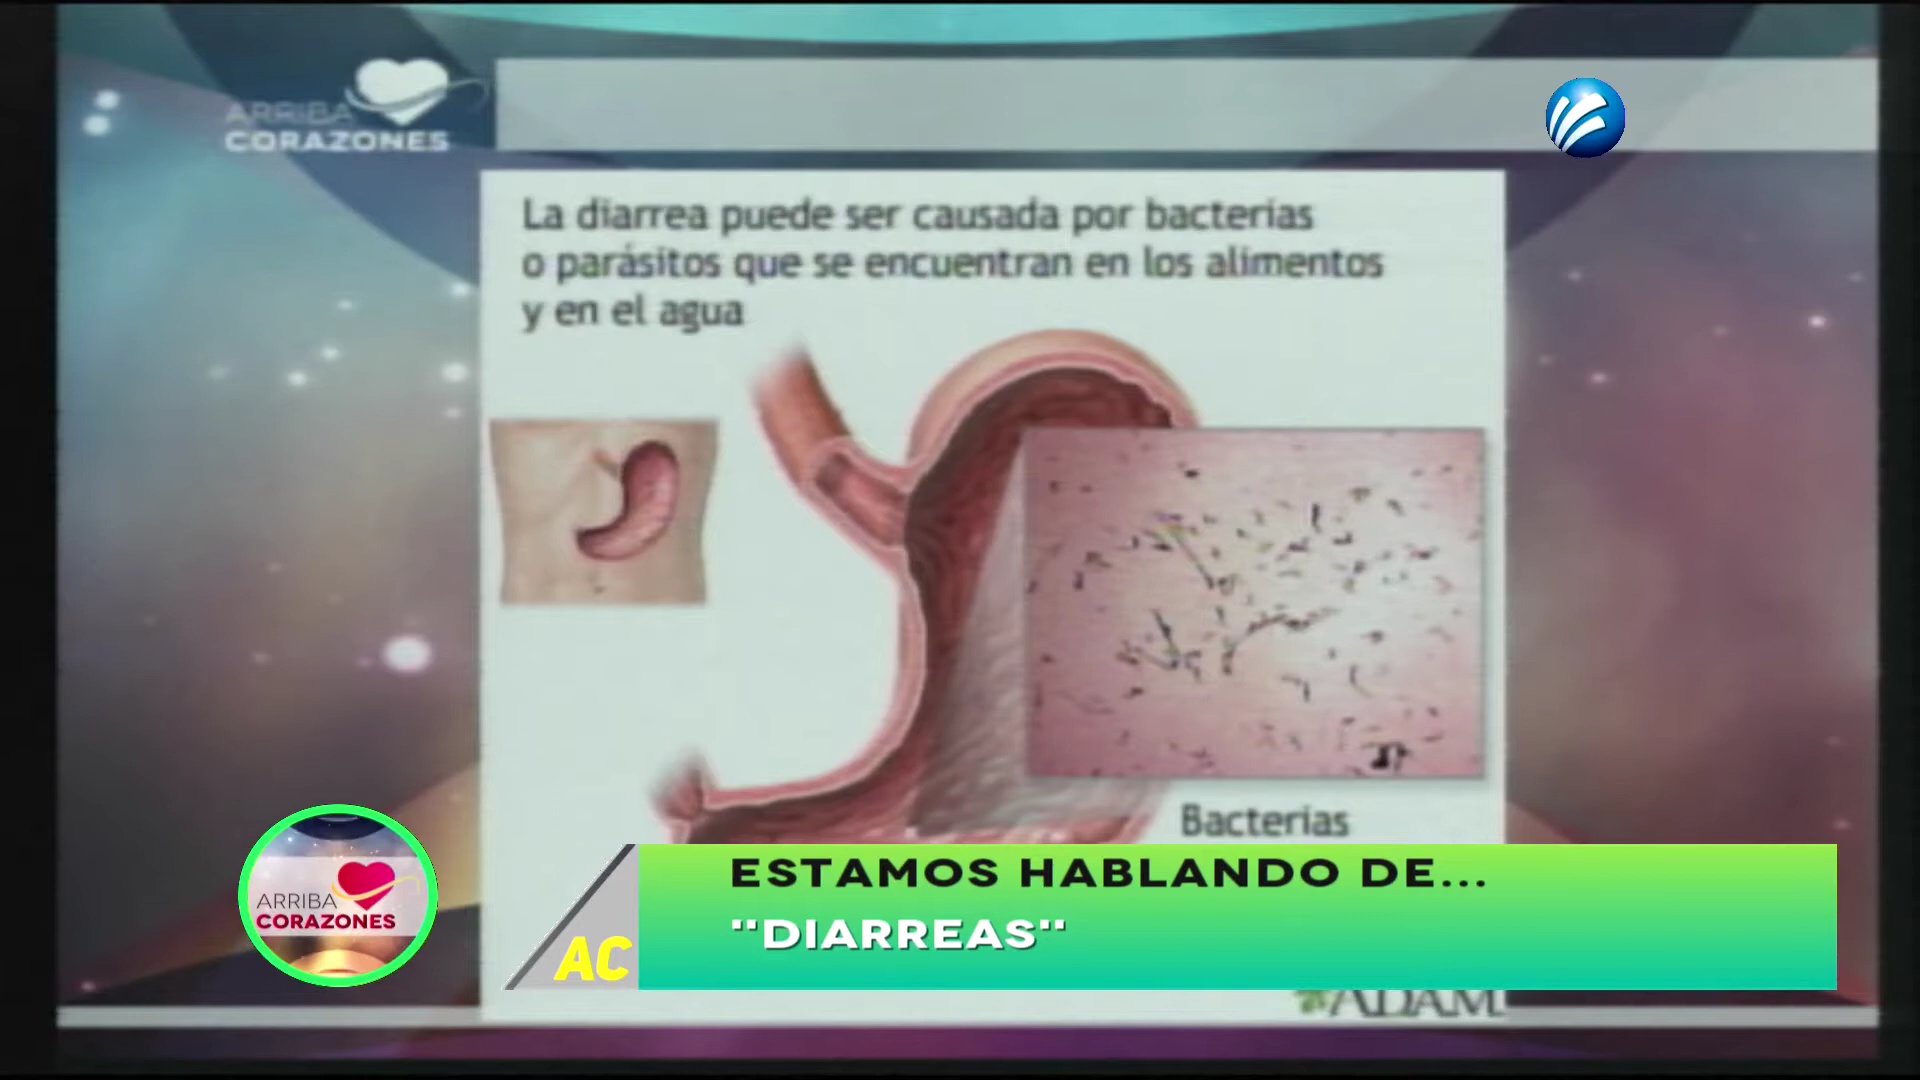 ARRIBA
CORAZONES
La diarrea puede ser causada por bacterias
o parásitos que se encuentran en los alimentos
y en el agua
Bacterias
ARRIBA
CORAZONES
AC
ESTAMOS HABLANDO DE...
"DIARREAS"
ADAM